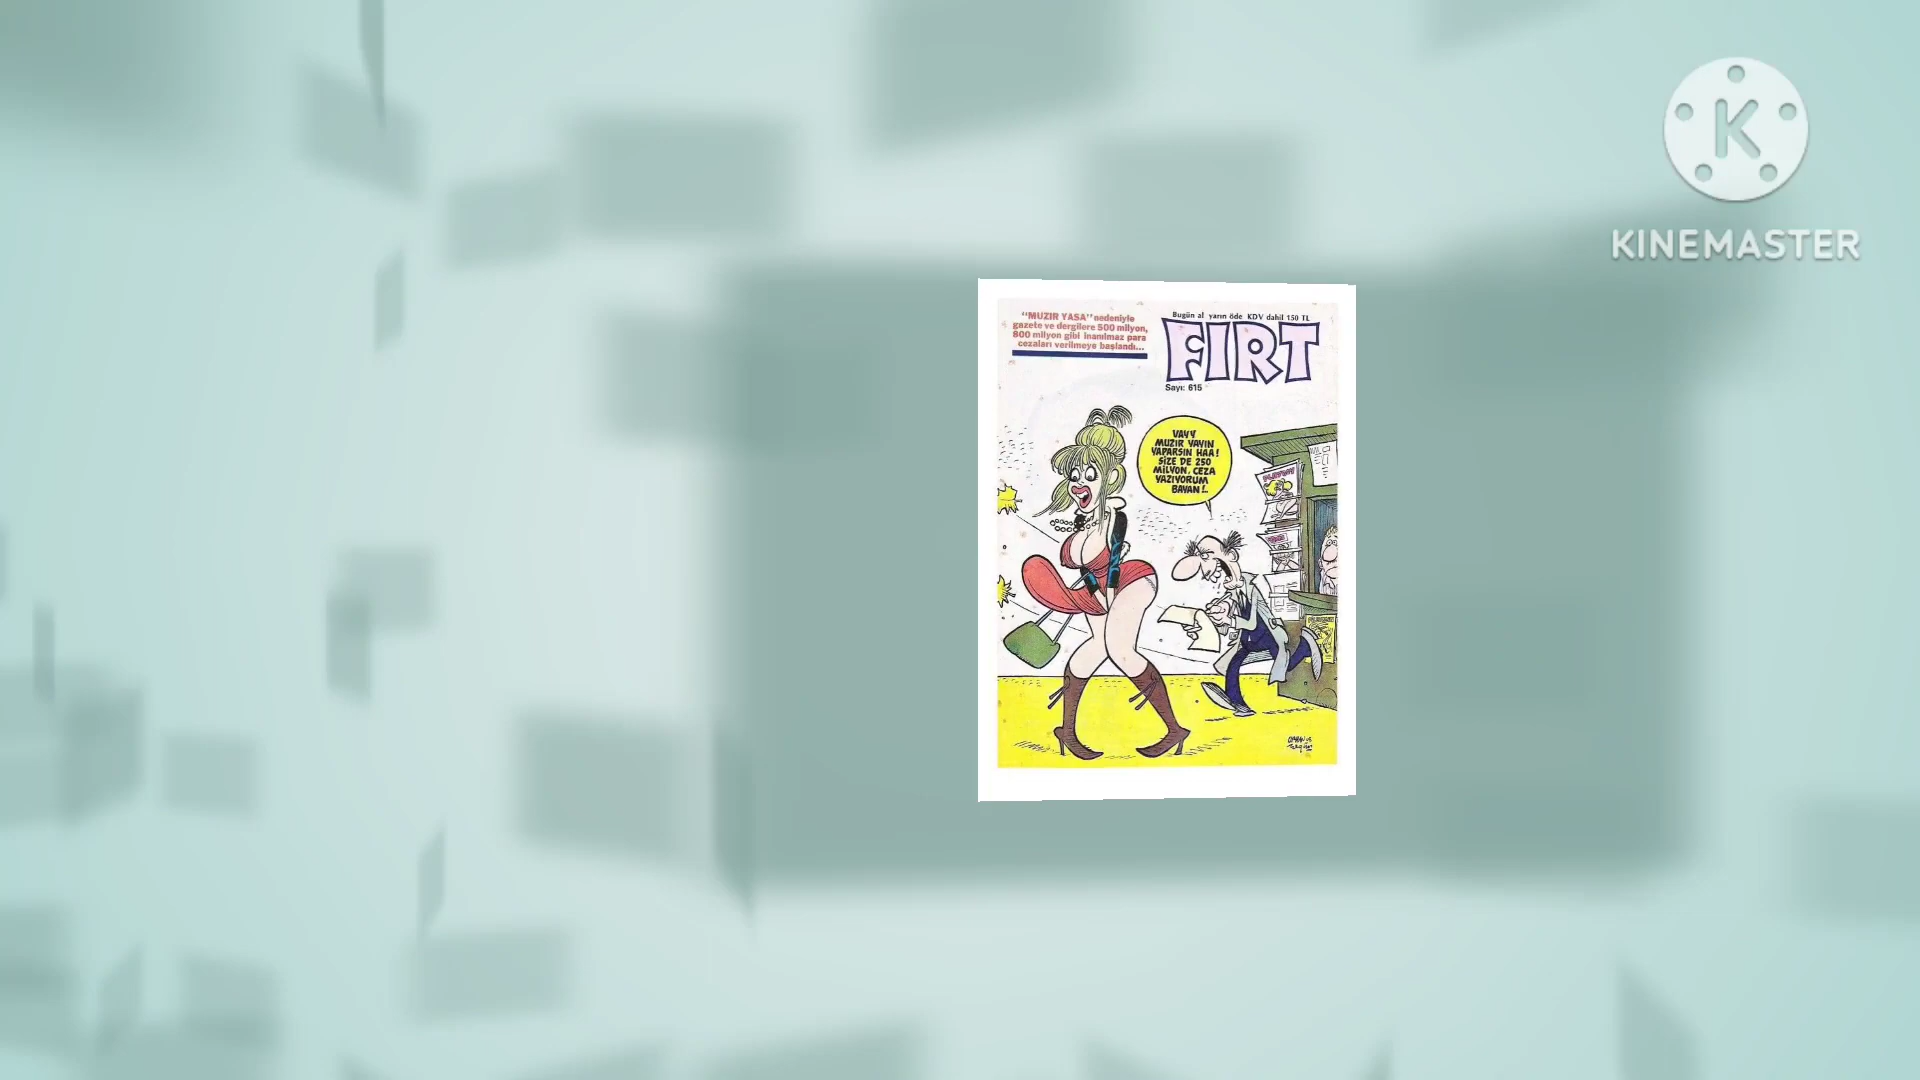 "MUZIR YASA" nedeniyle
gazete ve dergilere 500 milyon,
800 milyon gibi inanılmaz para
cezaları verilmeye başlandı...
Bugün al yarın öde KDV dahil 150 TL
FIRT
Sayı: 615
VAYY
MUZIR YAYIN
YAPARSIN HAA!
SİZE DE 250
MİLYON, CEZA
YAZIYORUM
BAYAN!..
K
KINEMASTER